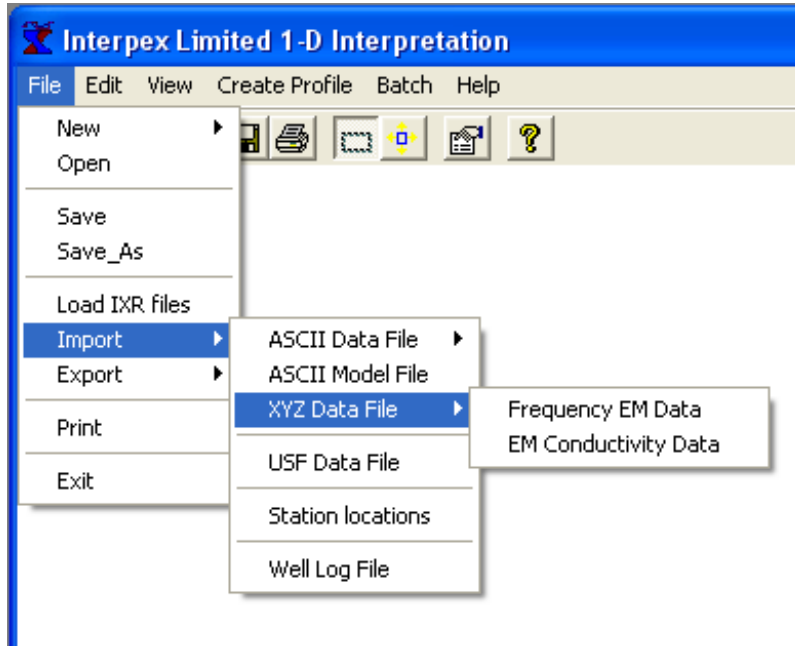 Interpex Limited 1-D Interpretation
File Edit View Create Profile Batch Help
New
Open
Save
Save_As
Load IXR files
Import
Export
Print
Exit
ASCII Data File
ASCII Model File
XYZ Data File
USF Data File
Station locations
Well Log File
Frequency EM Data
EM Conductivity Data